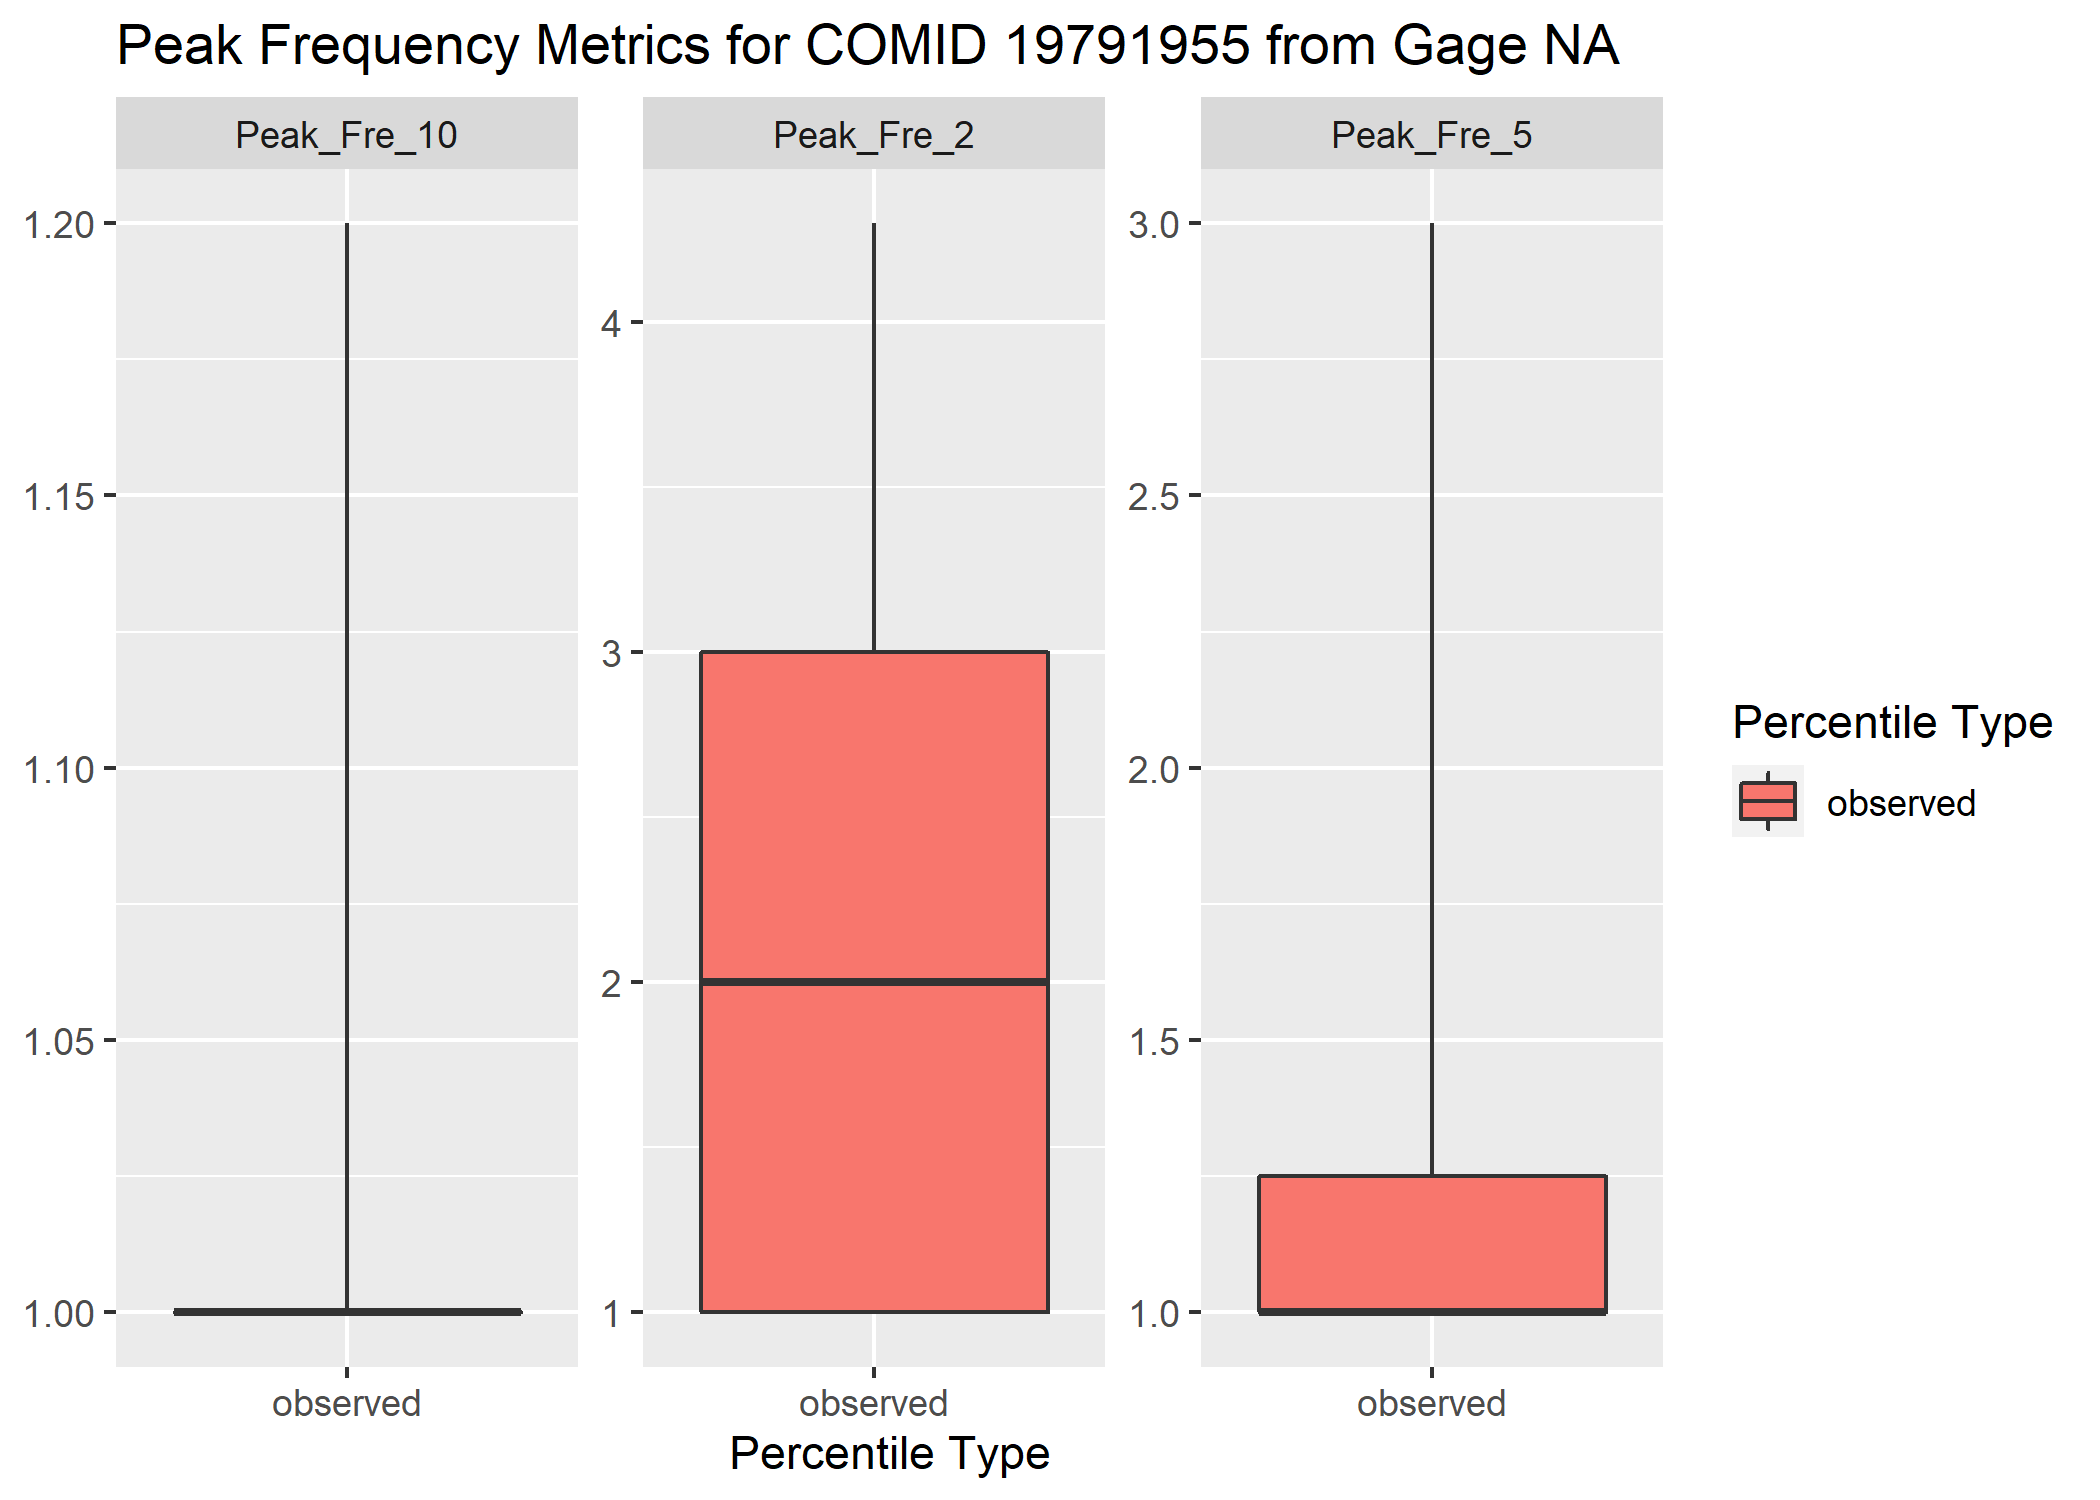 Peak Frequency Metrics for COMID 19791955 from Gage NA
Peak_Fre_10
Peak_Fre_2
Peak_Fre_5
1.20
1.15
1.10
1.05
1.00
4
3
2
1
3.0
2.5
2.0
1.5
1.0
observed
observed
observed
Percentile Type
Percentile Type
observed